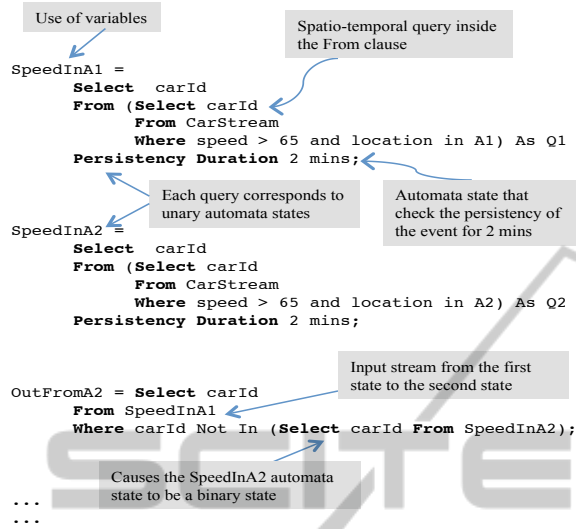 Use of variables
Spatio-temporal query inside
the From clause
SpeedInA1 =
Select carId
From (Select carId
From CarStream
Where speed > 65 and location in A1) As Q1
Persistency Duration 2 mins;
Each query corresponds to
unary automata states
Automata state that
check the persistency of
the event for 2 mins
SpeedInA2 =
Select carId
From (Select carId
From CarStream
Where speed > 65 and location in A2) As Q2
Persistency Duration 2 mins;
Input stream from the first
state to the second state
OutFromA2 = Select carId
From SpeedInA1
Where carId Not In (Select carId From SpeedInA2);
Causes the SpeedInA2 automata
state to be a binary state
...
...
SCITE